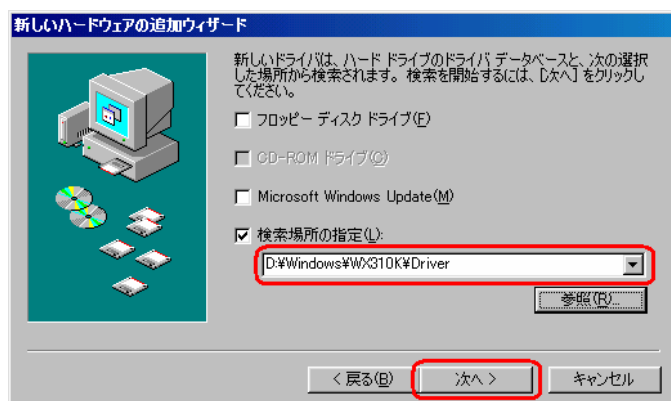 新しいハードウェアの追加ウィザード
新しいドライバは、ハード ドライブのドライバ データベースと、次の選択
した場所から検索されます。検索を開始するには、[次へ] をクリックし
てください。
フロッピー ディスク ドライブ(F)
CD-ROM ドライブ(C)
Microsoft Windows Update(M)
検索場所の指定(L):
D:¥Windows¥WX310K¥Driver
参照(R)...
< 戻る(B)
次へ >
キャンセル